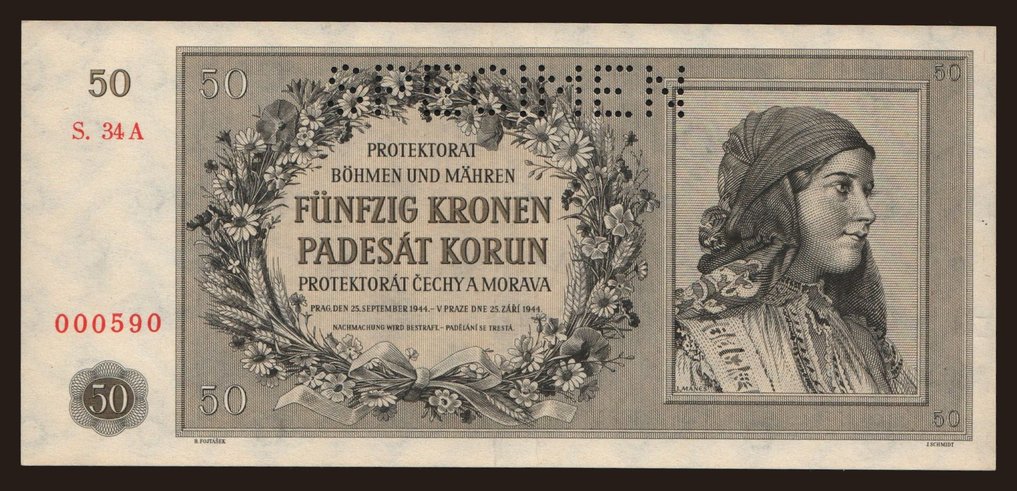 SPECIMEN
50
50
50
S. 34 A
PROTEKTORAT
BÖHMEN UND MÄHREN
FÜNFZIG KRONEN
PADESÁT KORUN
PROTEKTORÁT ČECHY A MORAVA
PRAG, DEN 25. SEPTEMBER 1944. – V PRAZE DNE 25. ZÁŘÍ 1944.
NACHMACHUNG WIRD BESTRAFT. – PADĚLÁNÍ SE TRESTÁ.
000590
50
50
50
B. FOJTÁŠEK
J. SCHMIDT